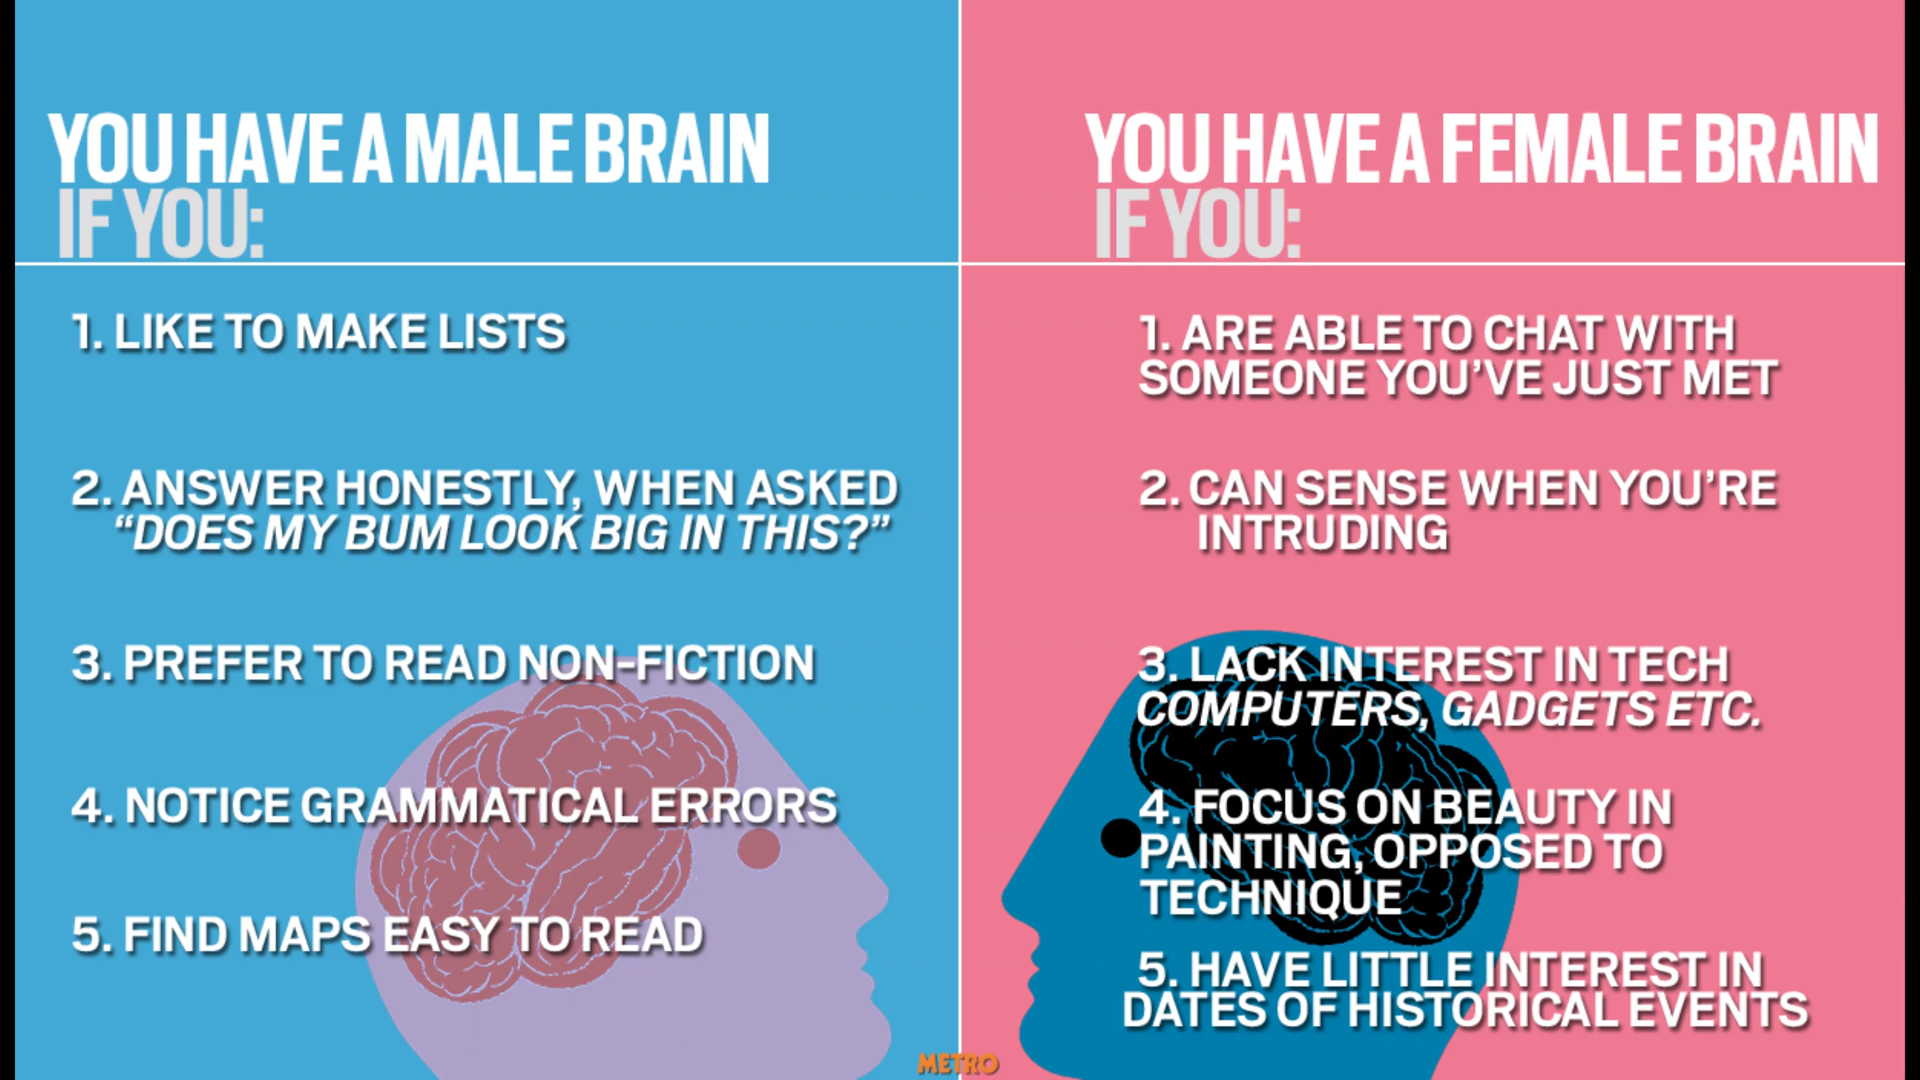 YOU HAVE A MALE BRAIN
IF YOU:
1. LIKE TO MAKE LISTS
2. ANSWER HONESTLY, WHEN ASKED
“DOES MY BUM LOOK BIG IN THIS?”
3. PREFER TO READ NON-FICTION
4. NOTICE GRAMMATICAL ERRORS
5. FIND MAPS EASY TO READ
YOU HAVE A FEMALE BRAIN
IF YOU:
1. ARE ABLE TO CHAT WITH
SOMEONE YOU’VE JUST MET
2. CAN SENSE WHEN YOU’RE
INTRUDING
3. LACK INTEREST IN TECH
COMPUTERS, GADGETS ETC.
4. FOCUS ON BEAUTY IN
PAINTING, OPPOSED TO
TECHNIQUE
5. HAVE LITTLE INTEREST IN
DATES OF HISTORICAL EVENTS
METRO